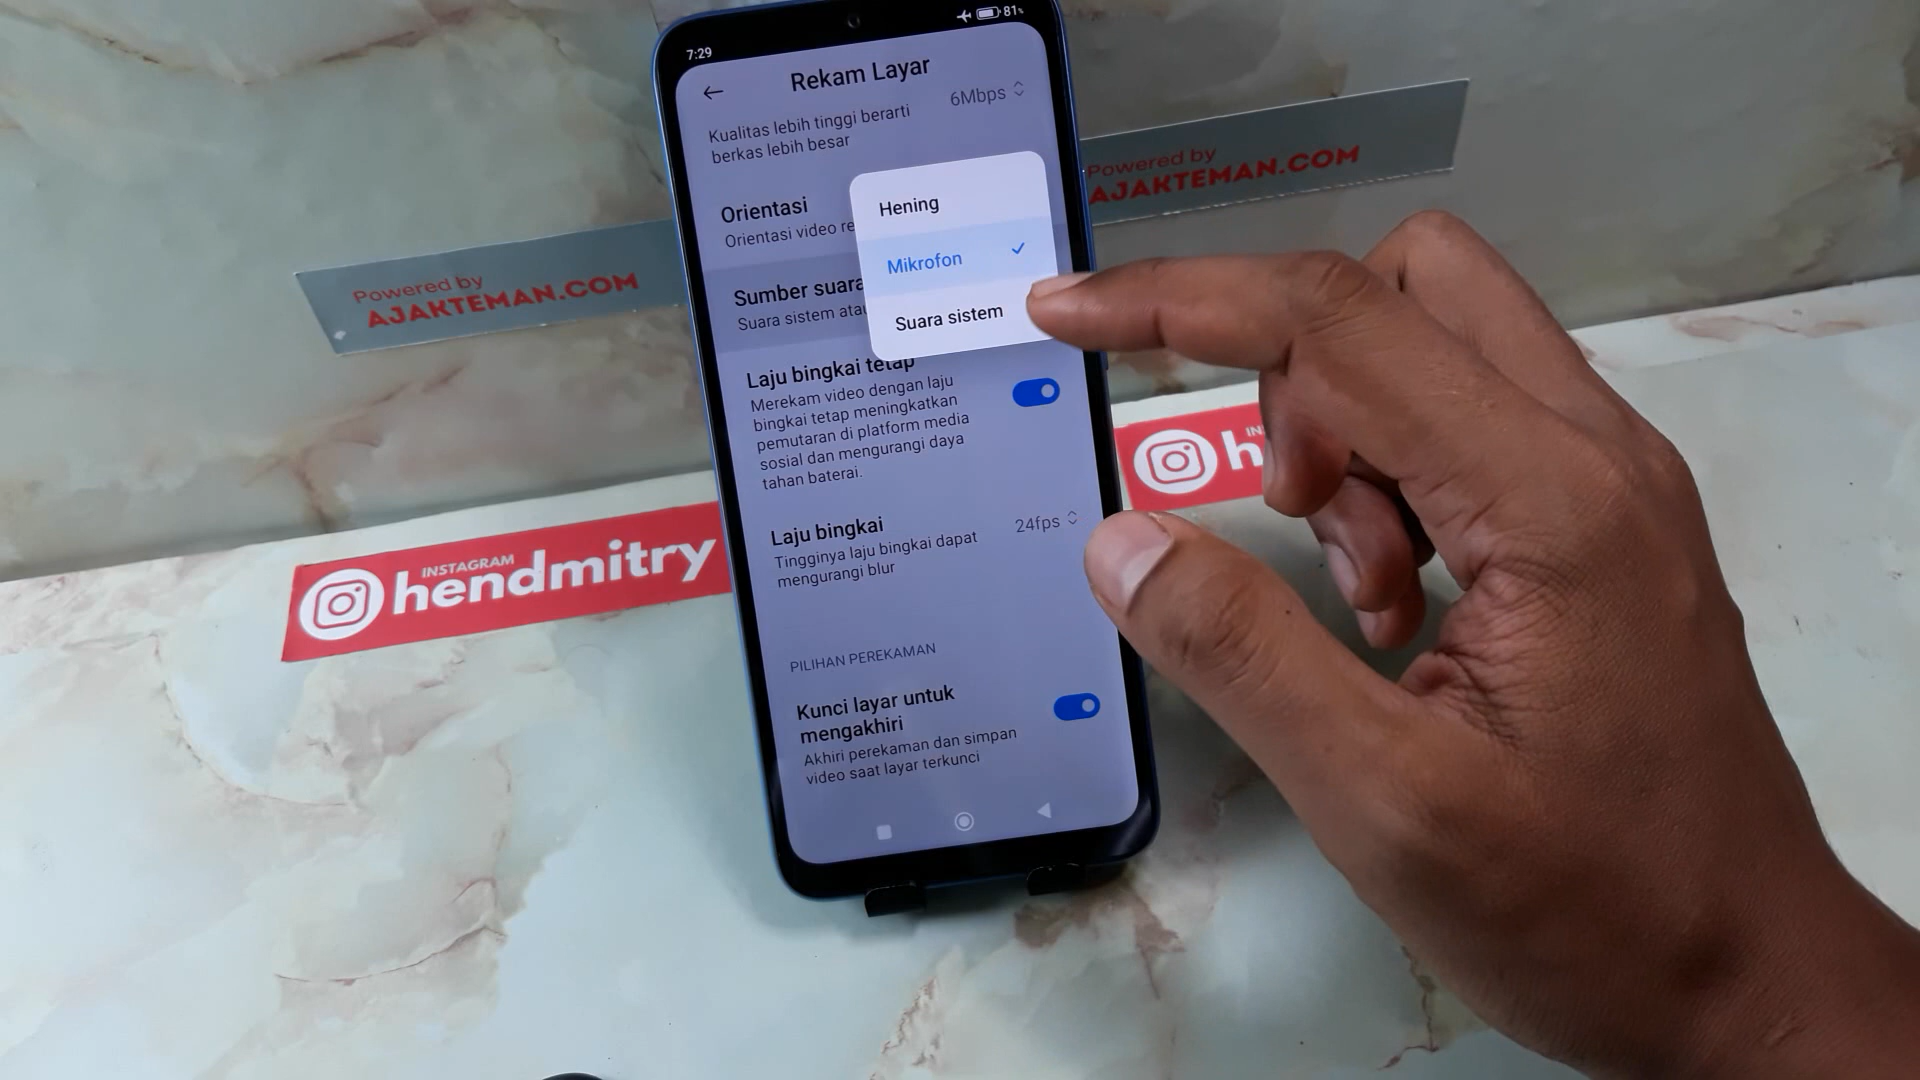 7:29
81%
Rekam Layar
6Mbps
Kualitas lebih tinggi berarti
berkas lebih besar
Orientasi
Orientasi video re
Hening
Mikrofon
Suara sistem
Sumber suara
Suara sistem atau
Laju bingkai tetap
Merekam video dengan laju
bingkai tetap meningkatkan
pemutaran di platform media
sosial dan mengurangi daya
tahan baterai.
Laju bingkai
24fps
Tingginya laju bingkai dapat
mengurangi blur
PILIHAN PEREKAMAN
Kunci layar untuk
mengakhiri
Akhiri perekaman dan simpan
video saat layar terkunci
Powered by
AJAKTEMAN.COM
Powered by
AJAKTEMAN.COM
INSTAGRAM
hendmitry
IN
h